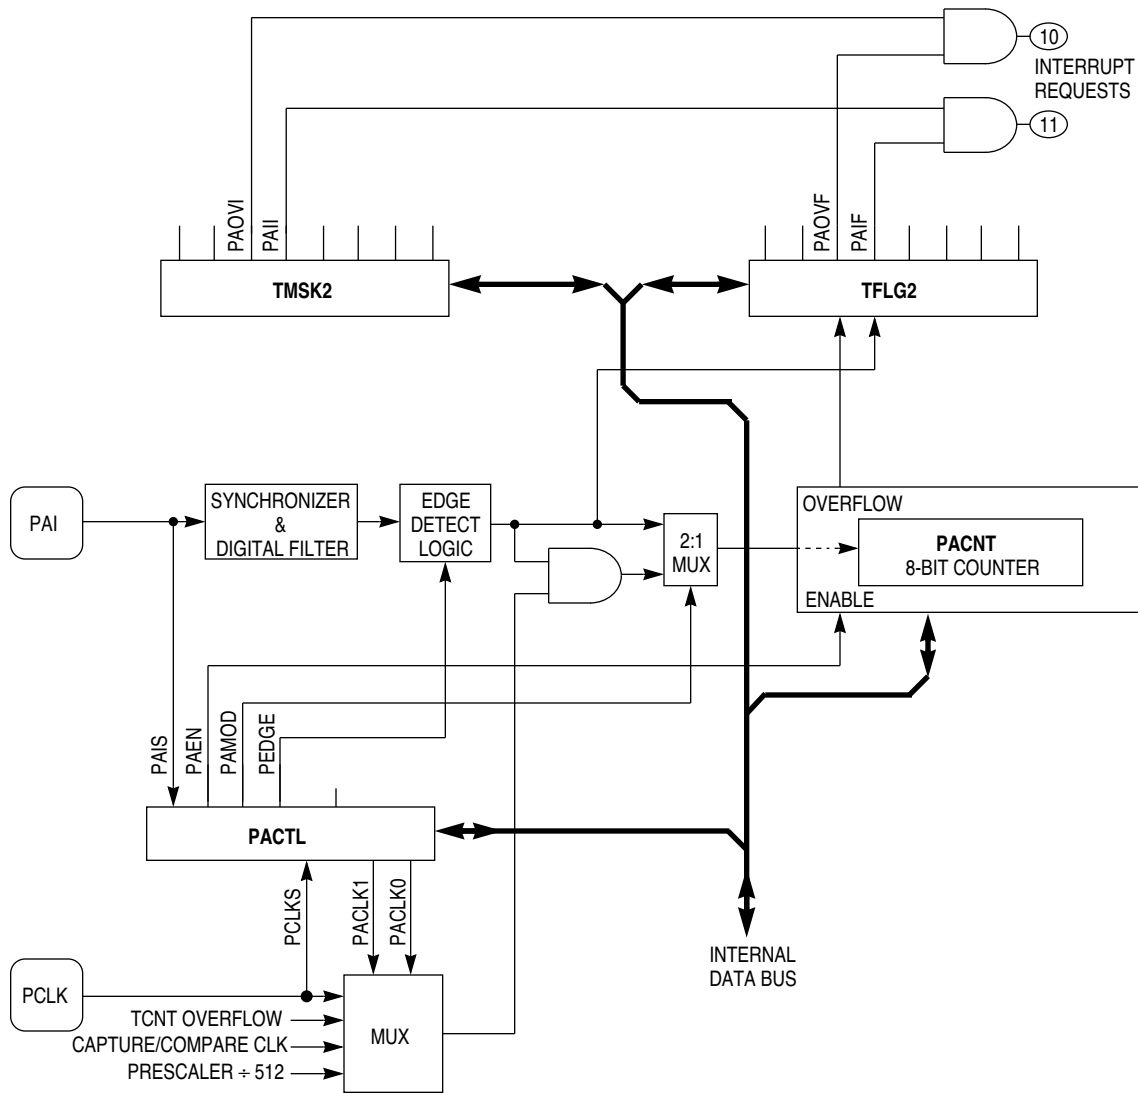 10
INTERRUPT
REQUESTS
11
PAOVI
PAII
PAOVF
PAIF
TMSK2
TFLG2
PAI
SYNCHRONIZER
&
DIGITAL FILTER
EDGE
DETECT
LOGIC
2:1
MUX
OVERFLOW
PACNT
8-BIT COUNTER
ENABLE
PAIS
PAEN
PAMOD
PEDGE
PACTL
PCLKS
PACLK1
PACLK0
INTERNAL
DATA BUS
PCLK
TCNT OVERFLOW
CAPTURE/COMPARE CLK
PRESCALER ÷ 512
MUX